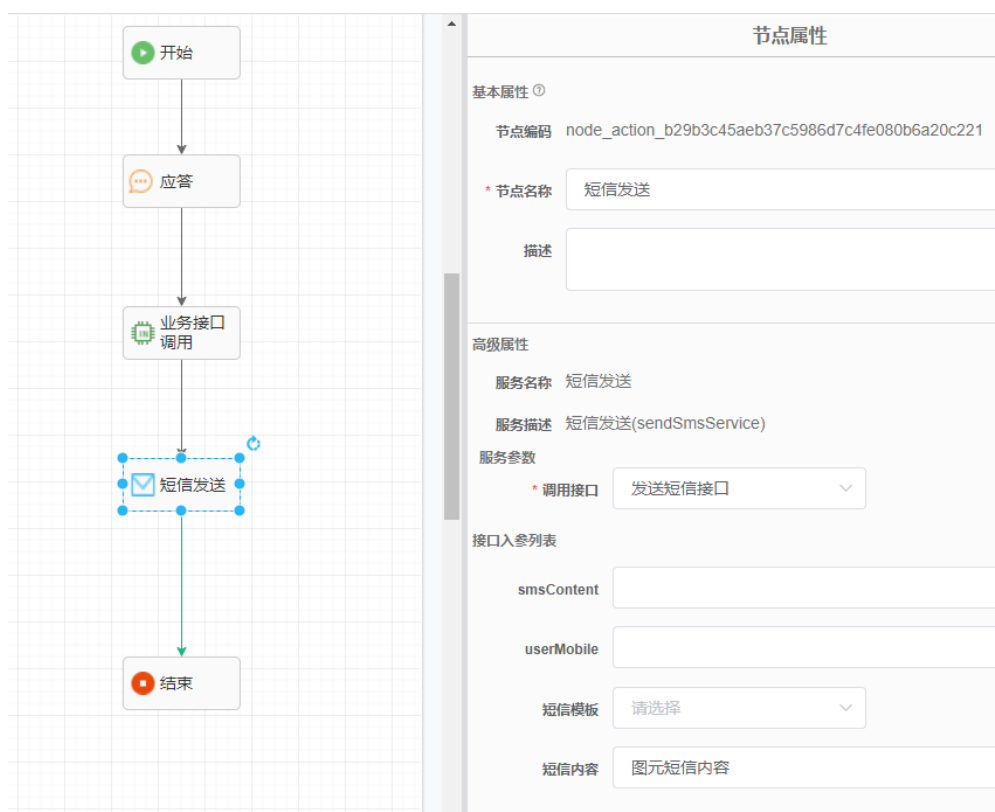 开始
应答
业务接口
调用
短信发送
结束
节点属性
基本属性
节点编码 node_action_b29b3c45aeb37c5986d7c4fe080b6a20c221
* 节点名称 短信发送
描述
高级属性
服务名称 短信发送
服务描述 短信发送(sendSmsService)
服务参数
* 调用接口 发送短信接口
接口入参列表
smsContent
userMobile
短信模板 请选择
短信内容 图元短信内容